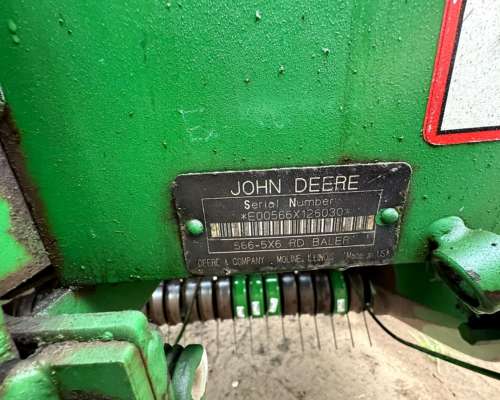 JOHN DEERE
Serial Number
*E00566X126030*
566-5X6 RD BALER
DEERE & COMPANY - MOLINE, ILLINOIS Made in USA